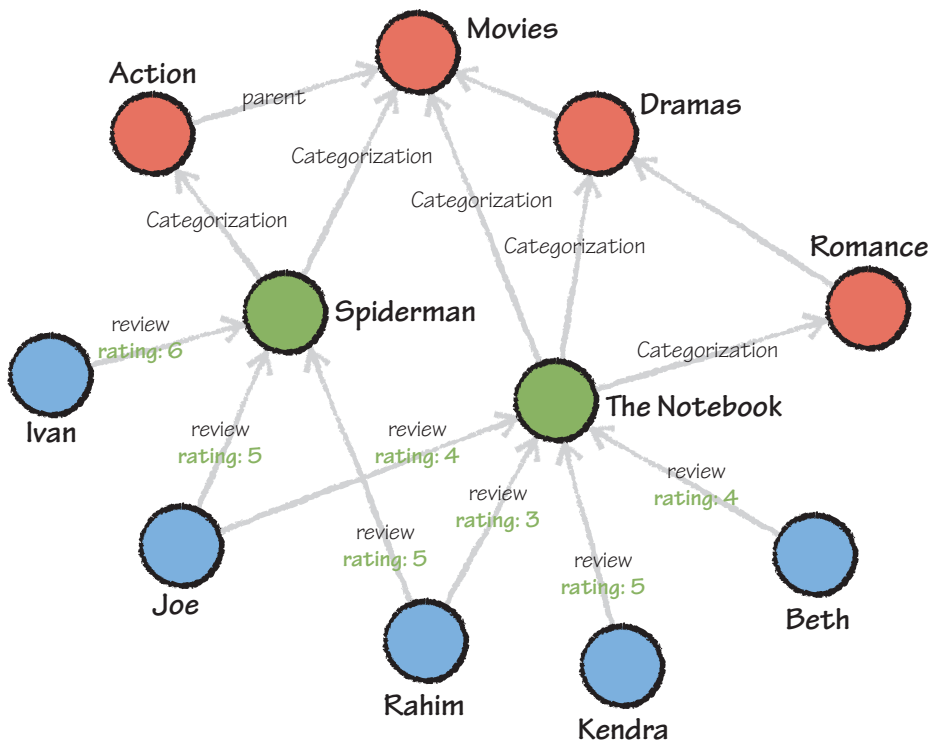 Movies
Action
parent
Dramas
Categorization
Categorization
Categorization
Categorization
Romance
Spiderman
review
rating: 6
Categorization
The Notebook
Ivan
review
rating: 5
review
rating: 4
review
rating: 3
review
rating: 4
review
rating: 5
review
rating: 5
Joe
Beth
Rahim
Kendra